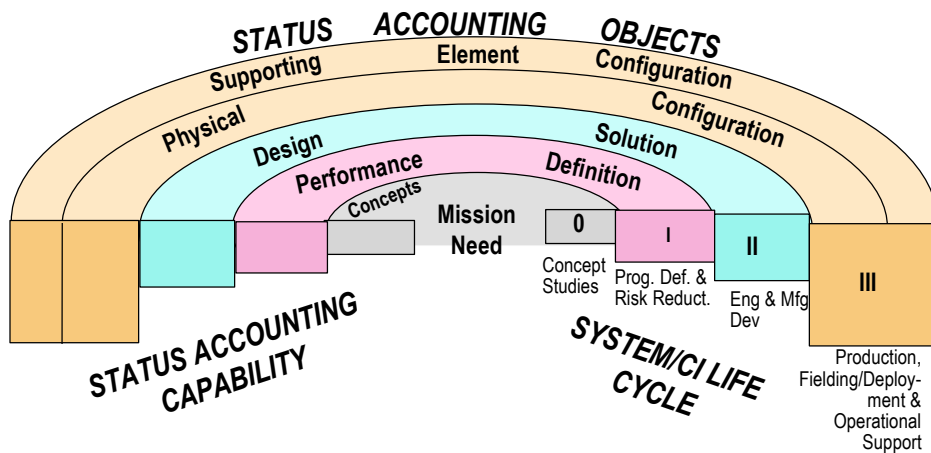 STATUS ACCOUNTING OBJECTS
Supporting Element Configuration
Physical Configuration
Design Solution
Performance Definition
Concepts
Mission
Need
0
I
II
III
Concept
Studies
Prog. Def. &
Risk Reduct.
Eng & Mfg
Dev
Production,
Fielding/Deploy-
ment &
Operational
Support
STATUS ACCOUNTING
CAPABILITY
SYSTEM/CI LIFE
CYCLE